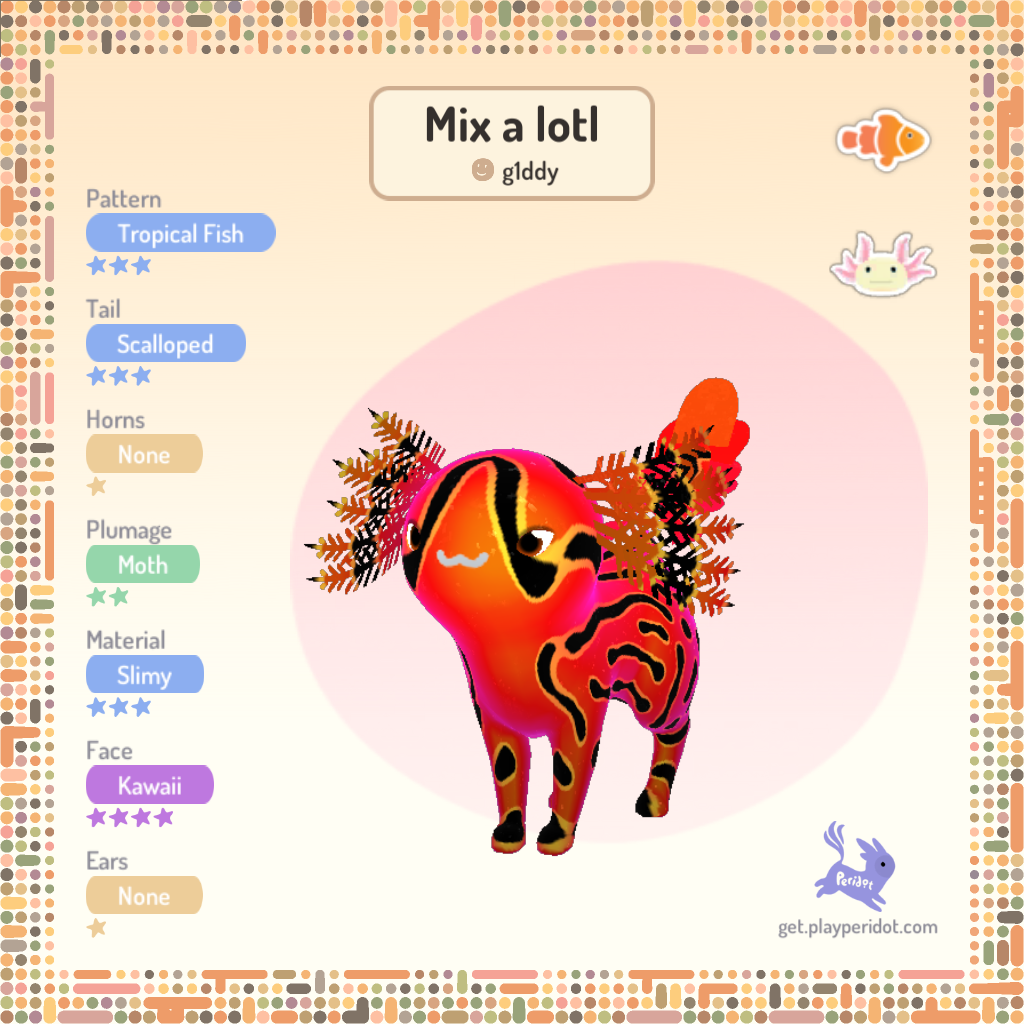 Mix a lotl
g1ddy
Pattern
Tropical Fish
Tail
Scalloped
Horns
None
Plumage
Moth
Material
Slimy
Face
Kawaii
Ears
None
Peridot
get.playperidot.com